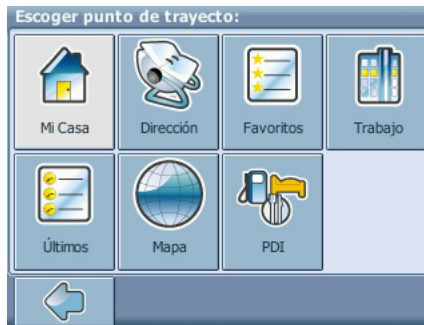 Escoger punto de trayecto:
Mi Casa
Dirección
Favoritos
Trabajo
Últimos
Mapa
PDI